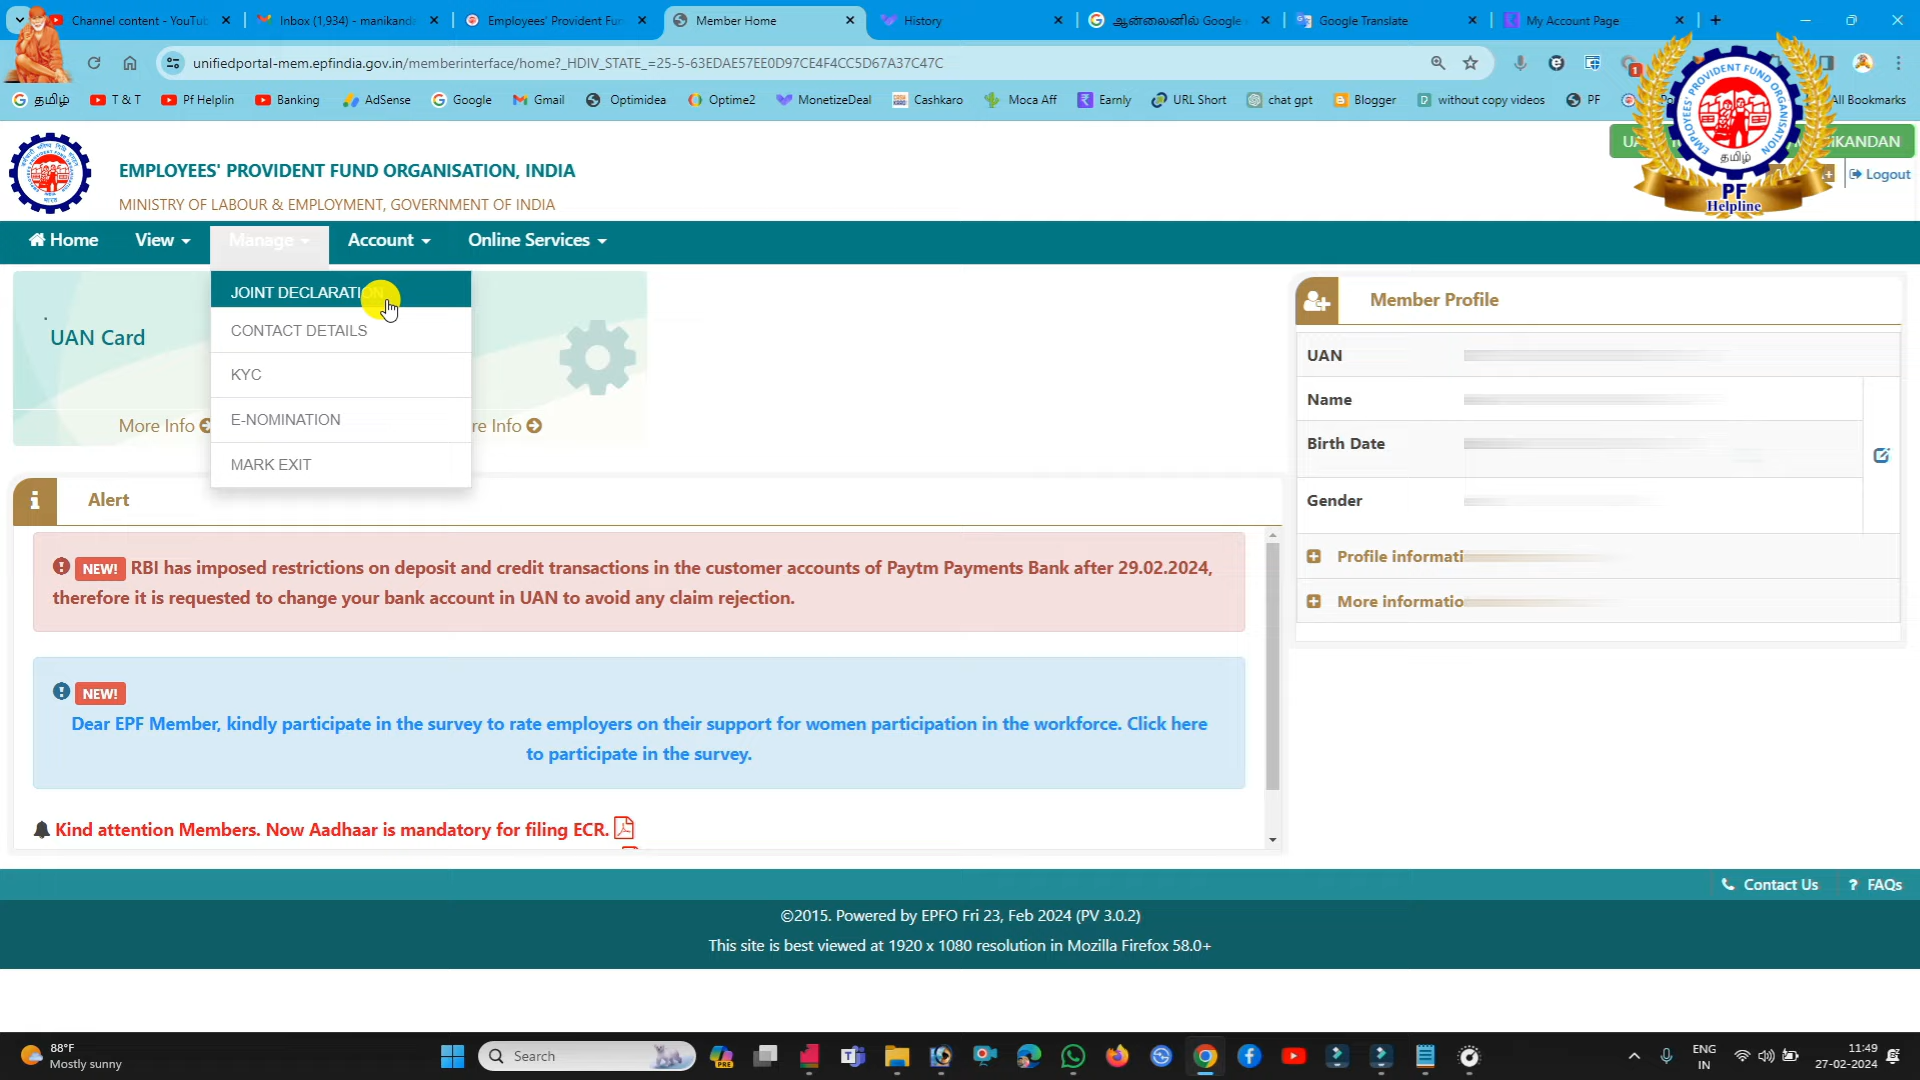 Channel content - YouTub
Inbox (1,934) - manikanda
Employees' Provident Fun
Member Home
History
ஆன்லைனில் Google
Google Translate
My Account Page
unifiedportal-mem.epfindia.gov.in/memberinterface/home?_HDIV_STATE_=25-5-63EDAE57EE0D97CE4F4CC5D67A37C47C
தமிழ்
T & T
Pf Helplin
Banking
AdSense
Google
Gmail
Optimidea
Optime2
MonetizeDeal
Cashkaro
Moca Aff
Earnly
URL Short
chat gpt
Blogger
without copy videos
PF
All Bookmarks
EMPLOYEES' PROVIDENT FUND ORGANISATION, INDIA
MINISTRY OF LABOUR & EMPLOYMENT, GOVERNMENT OF INDIA
EMPLOYEES' PROVIDENT FUND ORGANISATION
தமிழ்
PF
Helpline
IKANDAN
Logout
Home
View
Manage
Account
Online Services
JOINT DECLARATION
CONTACT DETAILS
KYC
E-NOMINATION
MARK EXIT
UAN Card
More Info
re Info
Member Profile
UAN
Name
Birth Date
Gender
Profile informati
More informatio
Alert
NEW! RBI has imposed restrictions on deposit and credit transactions in the customer accounts of Paytm Payments Bank after 29.02.2024,
therefore it is requested to change your bank account in UAN to avoid any claim rejection.
NEW!
Dear EPF Member, kindly participate in the survey to rate employers on their support for women participation in the workforce. Click here
to participate in the survey.
Kind attention Members. Now Aadhaar is mandatory for filing ECR.
Contact Us
? FAQs
©2015. Powered by EPFO Fri 23, Feb 2024 (PV 3.0.2)
This site is best viewed at 1920 x 1080 resolution in Mozilla Firefox 58.0+
88°F
Mostly sunny
Search
ENG
IN
11:49
27-02-2024